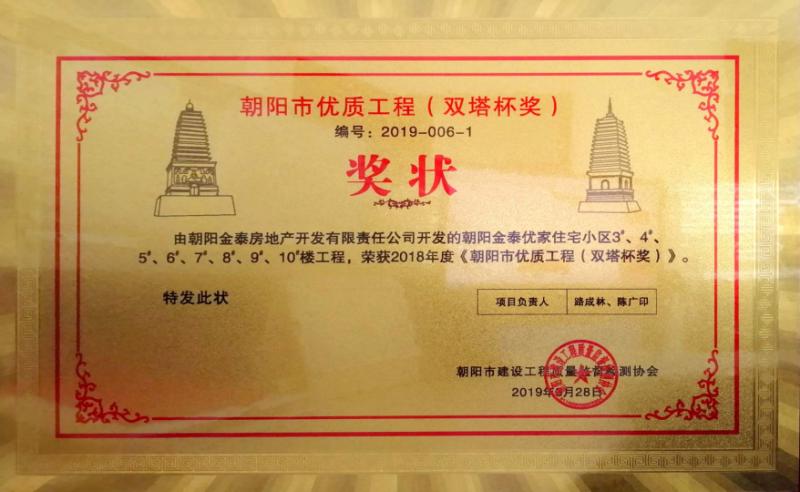 朝阳市优质工程（双塔杯奖）
编号：2019-006-1
奖状
由朝阳金泰房地产开发有限责任公司开发的朝阳金泰优家住宅小区3#、4#、
5#、6#、7#、8#、9#、10#楼工程，荣获2018年度《朝阳市优质工程（双塔杯奖）》。
特发此状
项目负责人 路成林、陈广印
朝阳市建设工程质量监督检测协会
2019年 月28日